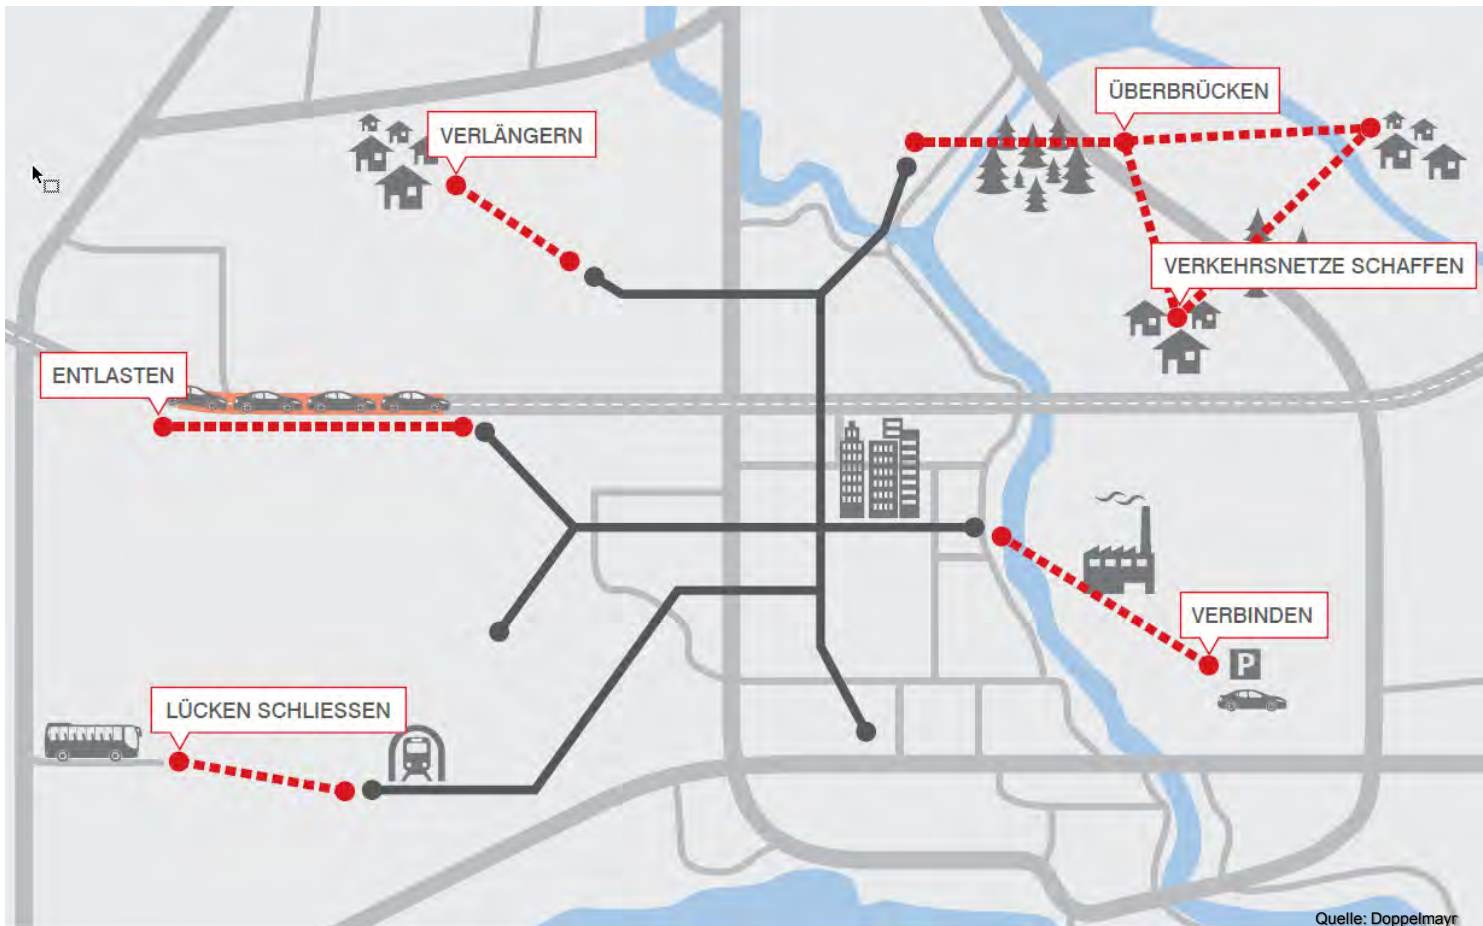 ÜBERBRÜCKEN
VERLÄNGERN
VERKEHRSNETZE SCHAFFEN
ENTLASTEN
VERBINDEN
P
LÜCKEN SCHLIESSEN
Quelle: Doppelmayr